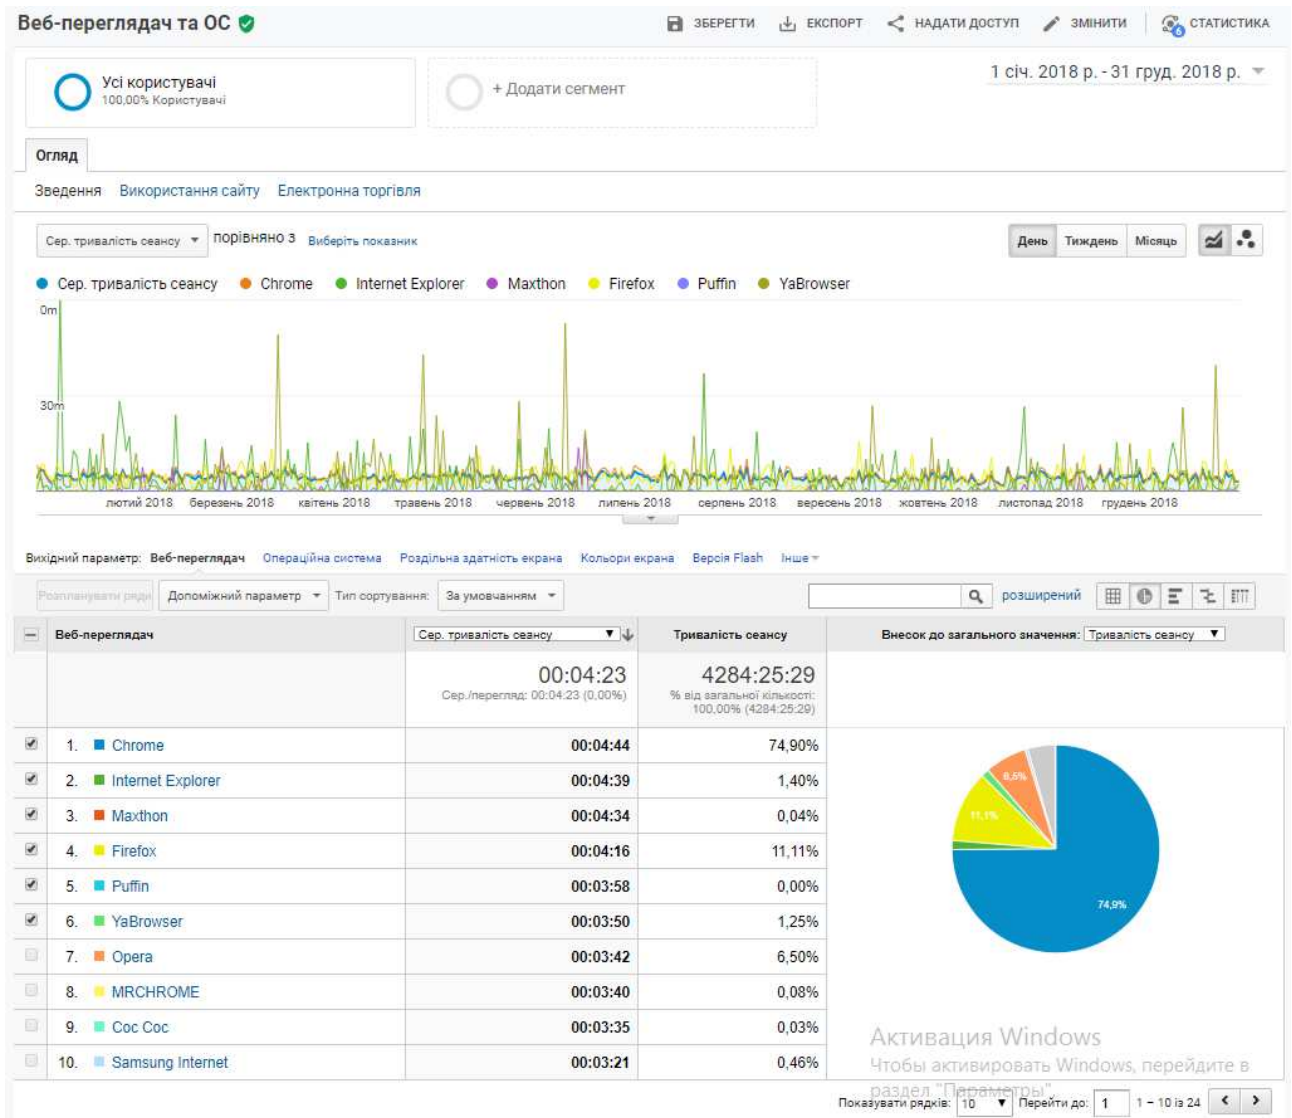 Веб-переглядач та ОС
ЗБЕРЕГТИ ЕКСПОРТ НАДАТИ ДОСТУП ЗМІНИТИ 6 СТАТИСТИКА
Усі користувачі
100,00% Користувачі
+ Додати сегмент
1 січ. 2018 р. - 31 груд. 2018 р.
Огляд
Зведення Використання сайту Електронна торгівля
Сер. тривалість сеансу порівняно з Виберіть показник
День Тиждень Місяць
Сер. тривалість сеансу Chrome Internet Explorer Maxthon Firefox Puffin YaBrowser
0m
30m
лютий 2018 березень 2018 квітень 2018 травень 2018 червень 2018 липень 2018 серпень 2018 вересень 2018 жовтень 2018 листопад 2018 грудень 2018
Вихідний параметр: Веб-переглядач Операційна система Роздільна здатність екрана Кольори екрана Версія Flash Інше
Розпланувати ряди Допоміжний параметр Тип сортування: За умовчанням розширений
Веб-переглядач Сер. тривалість сеансу Тривалість сеансу Внесок до загального значення: Тривалість сеансу
00:04:23 4284:25:29
Сер./перегляд: 00:04:23 (0,00%) % від загальної кількості:
100,00% (4284:25:29)
1. Chrome 00:04:44 74,90%
2. Internet Explorer 00:04:39 1,40%
3. Maxthon 00:04:34 0,04%
4. Firefox 00:04:16 11,11%
5. Puffin 00:03:58 0,00%
6. YaBrowser 00:03:50 1,25%
7. Opera 00:03:42 6,50%
8. MRCHROME 00:03:40 0,08%
9. Coc Coc 00:03:35 0,03%
10. Samsung Internet 00:03:21 0,46%
6,5%
11,1%
74,9%
Активация Windows
Чтобы активировать Windows, перейдите в
раздел "Параметры".
Показувати рядків: 10 Перейти до: 1 1 – 10 із 24